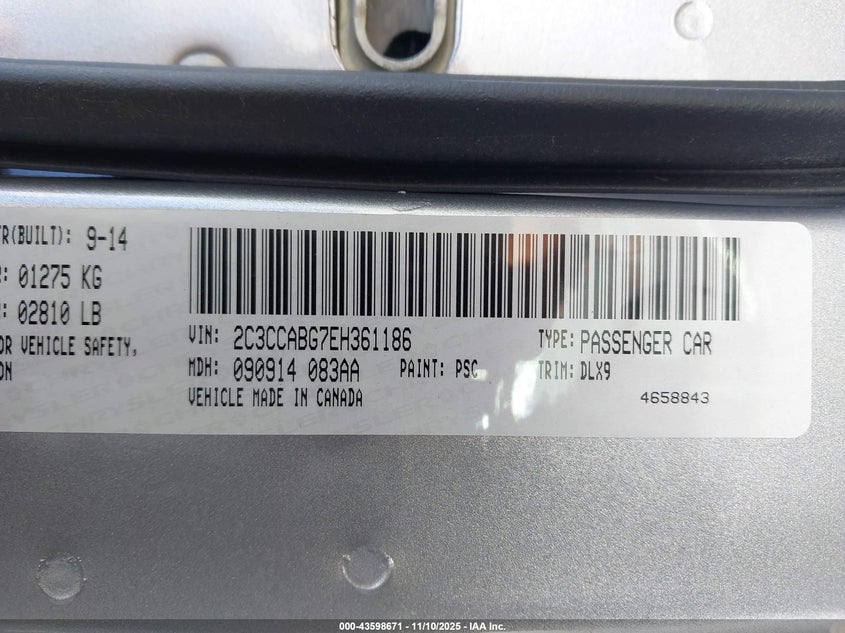 TR(BUILT): 9-14
: 01275 KG
: 02810 LB
OR VEHICLE SAFETY,
ON
VIN: 2C3CCABG7EH361186
TYPE: PASSENGER CAR
MDH: 090914 083AA
PAINT: PSC
TRIM: DLX9
VEHICLE MADE IN CANADA
4658843
000-43598671 - 11/10/2025 - IAA Inc.